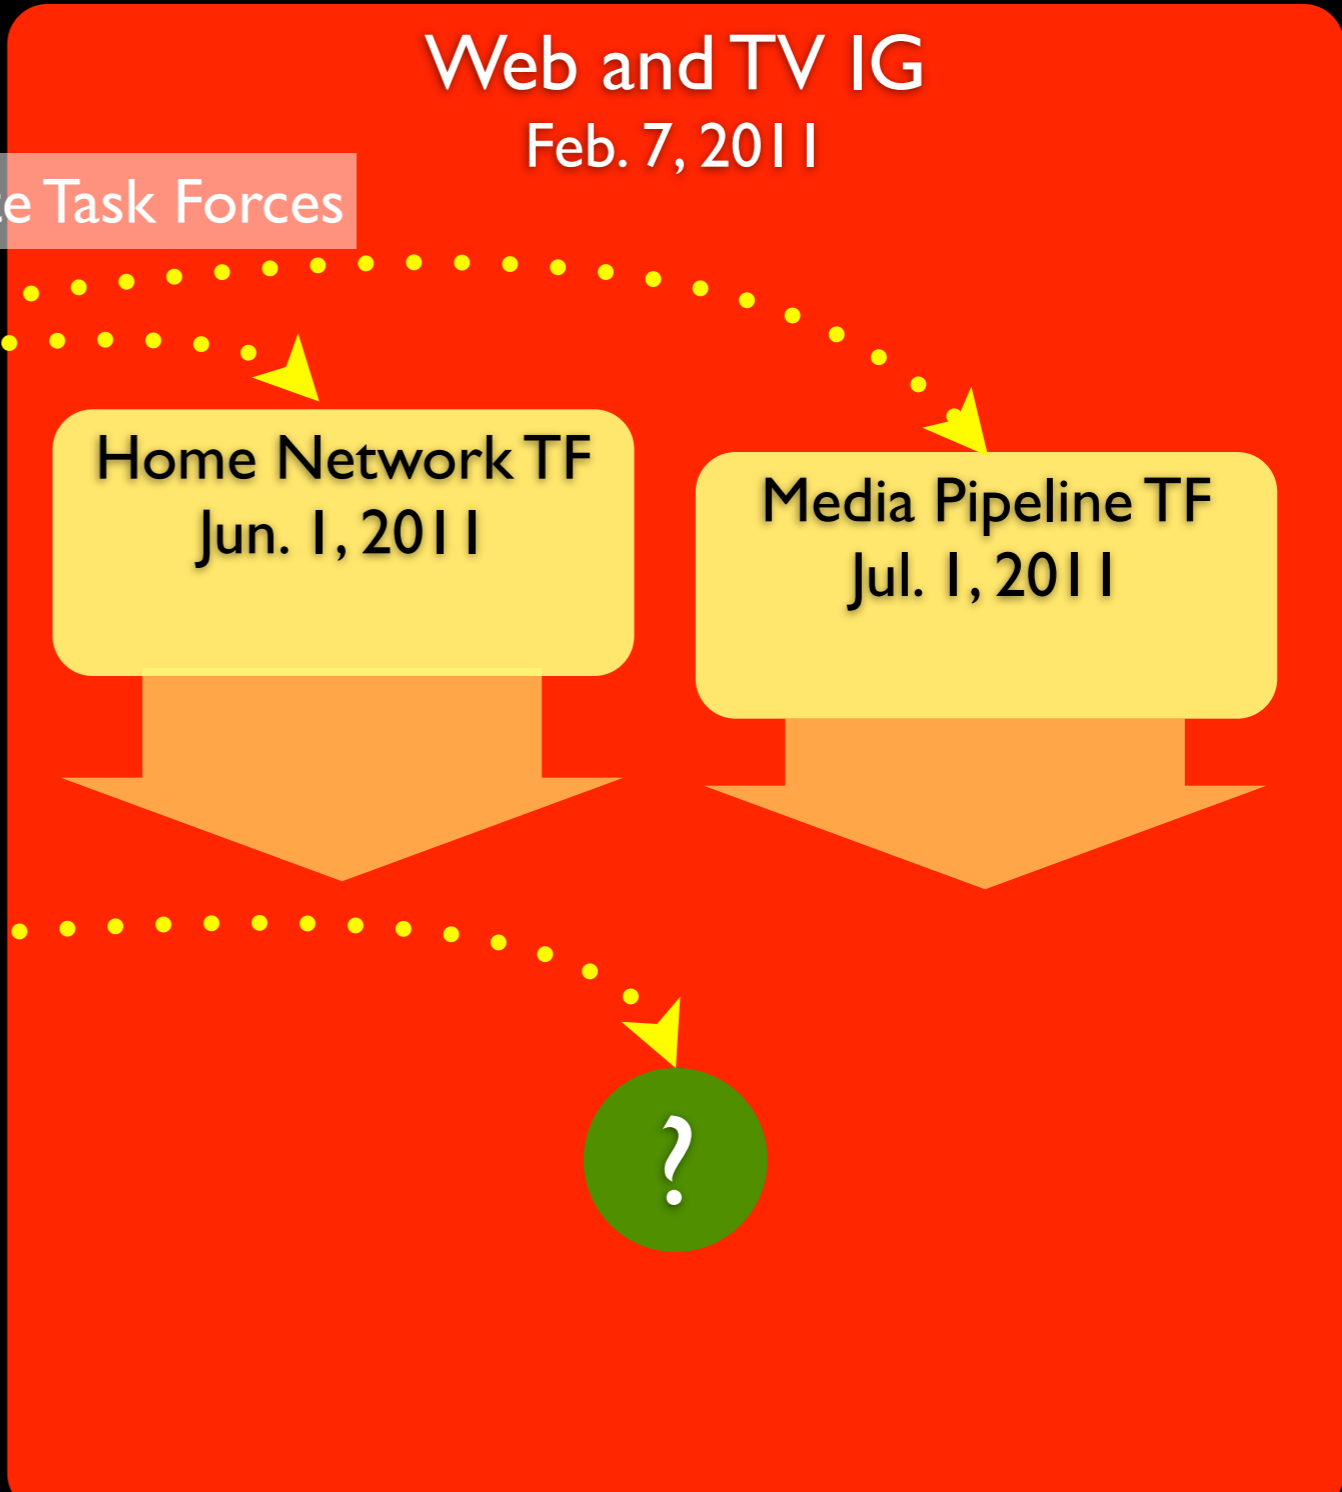 Web and TV IG
Feb. 7, 2011
Task Forces
Home Network TF
Jun. 1, 2011
Media Pipeline TF
Jul. 1, 2011
?